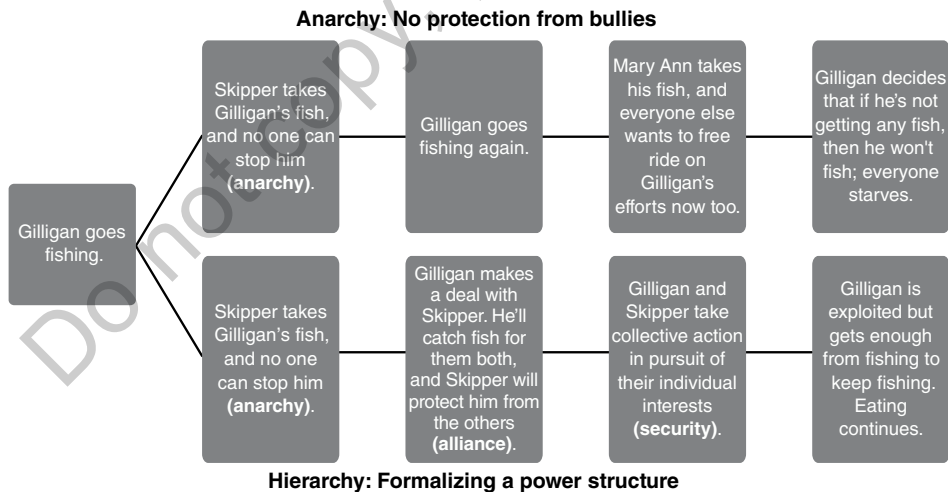 Anarchy: No protection from bullies
Gilligan goes
fishing.
Skipper takes
Gilligan's fish,
and no one can
stop him
(anarchy).
Gilligan goes
fishing again.
Mary Ann takes
his fish, and
everyone else
wants to free
ride on
Gilligan's
efforts now too.
Gilligan decides
that if he's not
getting any fish,
then he won't
fish; everyone
starves.
Skipper takes
Gilligan's fish,
and no one
can stop him
(anarchy).
Gilligan makes
a deal with
Skipper. He'll
catch fish for
them both,
and Skipper will
protect him from
the others
(alliance).
Gilligan and
Skipper take
collective action
in pursuit of
their individual
interests
(security).
Gilligan is
exploited but
gets enough
from fishing to
keep fishing.
Eating
continues.
Hierarchy: Formalizing a power structure
Do not copy,